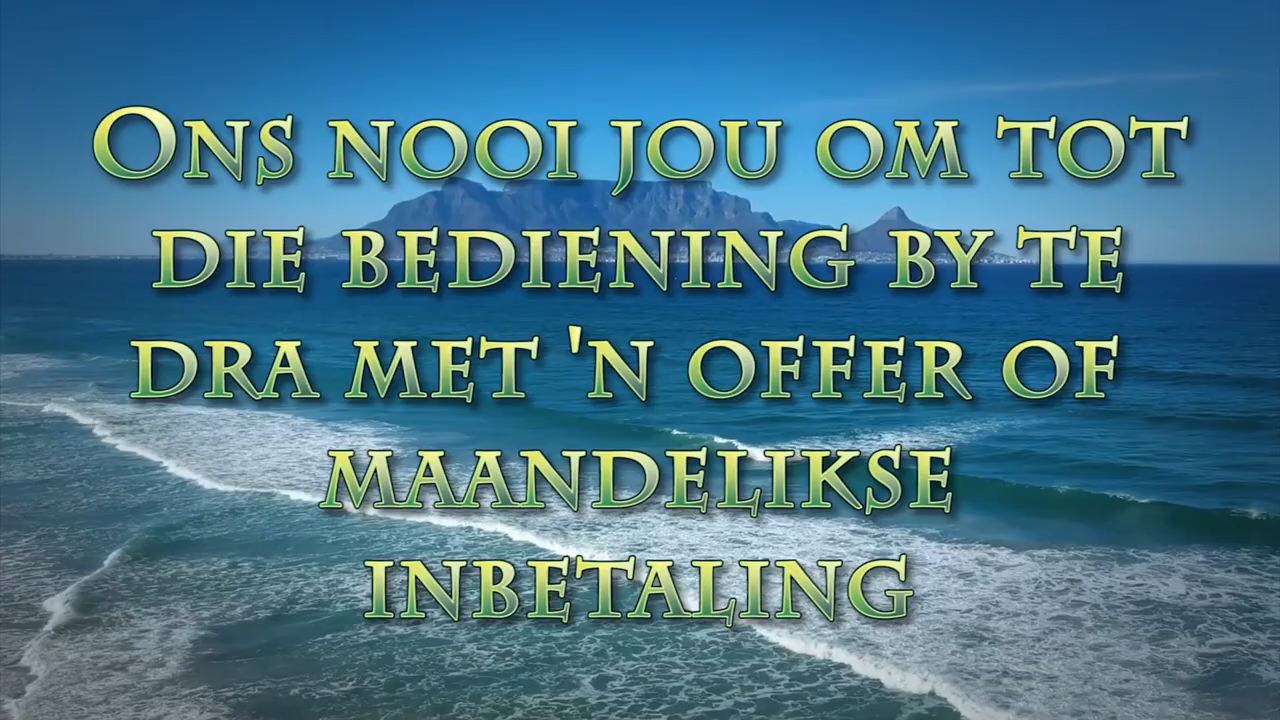 Ons nooi jou om tot
die bediening by te
dra met 'n offer of
maandelikse
inbetaling